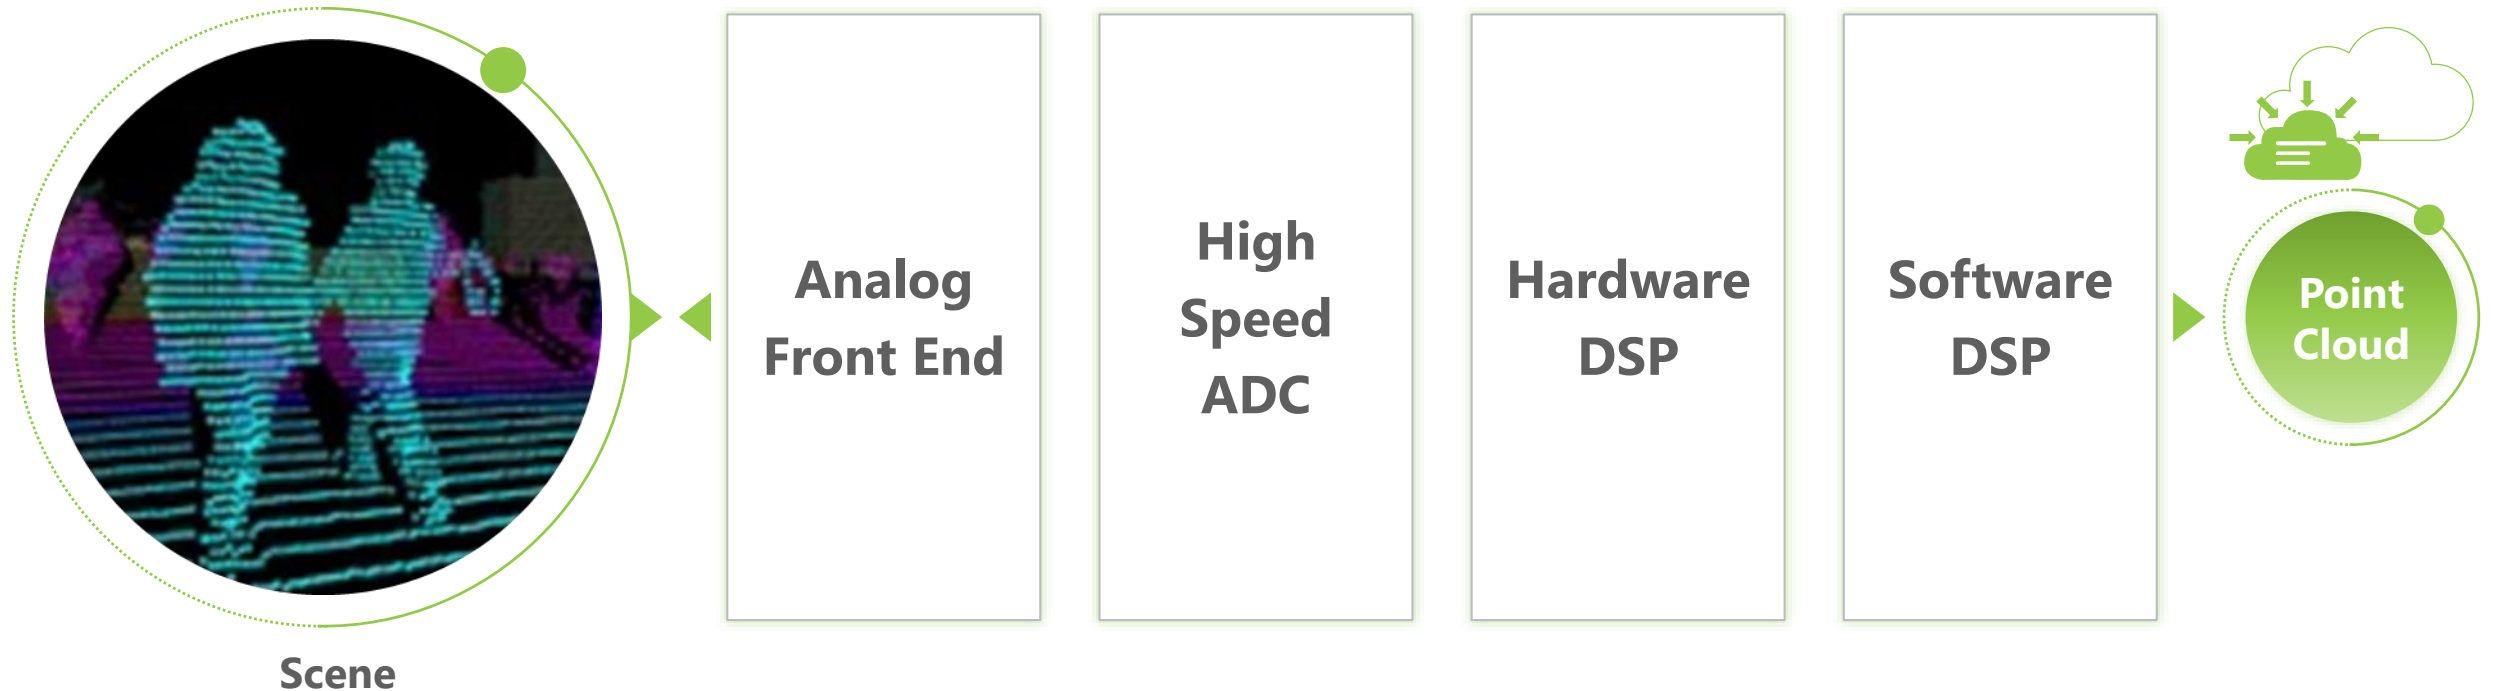 Scene
Analog
Front End
High
Speed
ADC
Hardware
DSP
Software
DSP
Point
Cloud